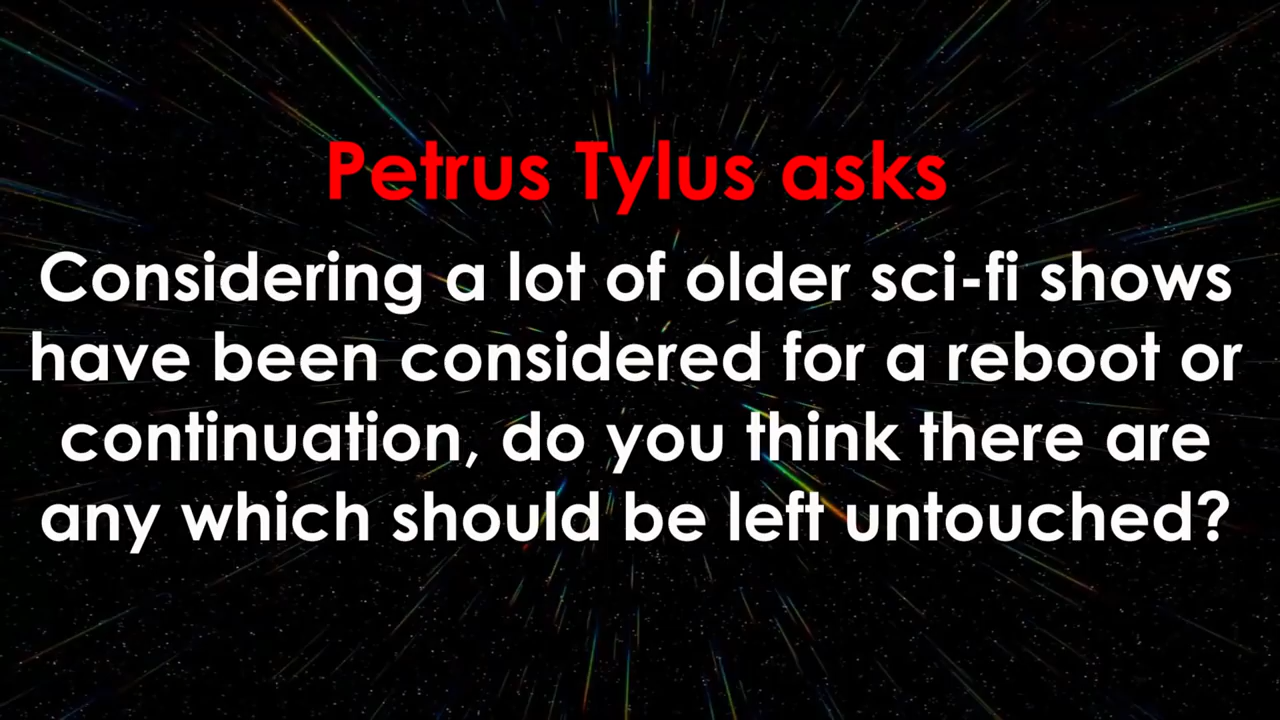 Petrus Tylus asks
Considering a lot of older sci-fi shows
have been considered for a reboot or
continuation, do you think there are
any which should be left untouched?